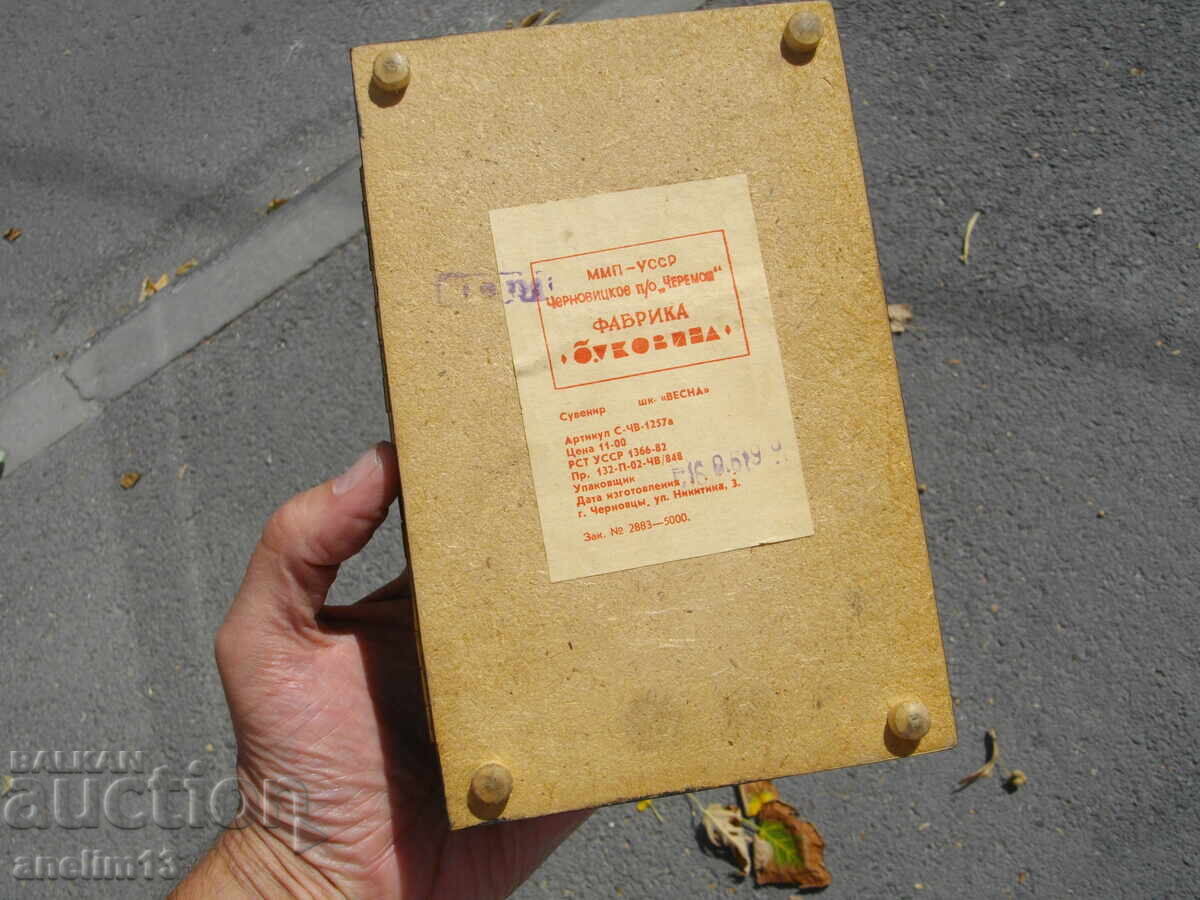 ММП-УССР
Черновицкое п/о „Черемош"
ФАБРИКА
БУКОВИНА
Сувенир шк- «ВЕСНА»
Артикул С-ЧВ-1257а
Цена 11-00
РСТ УССР 1366-82
Пр. 132-П-02-ЧВ/848
Упаковщик
Дата изготовления
г. Черновцы, ул. Никитина, 3.
Зак. № 2883—5000.
BALKAN
auction
anelim13